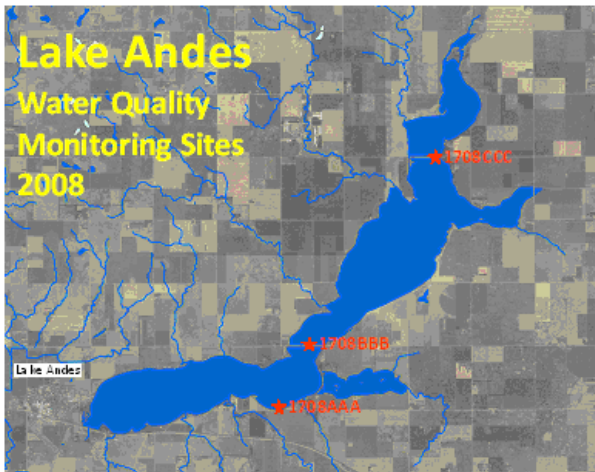 Lake Andes
Water Quality
Monitoring Sites
2008
1708CCC
1708BBB
Lake Andes
1708AAA